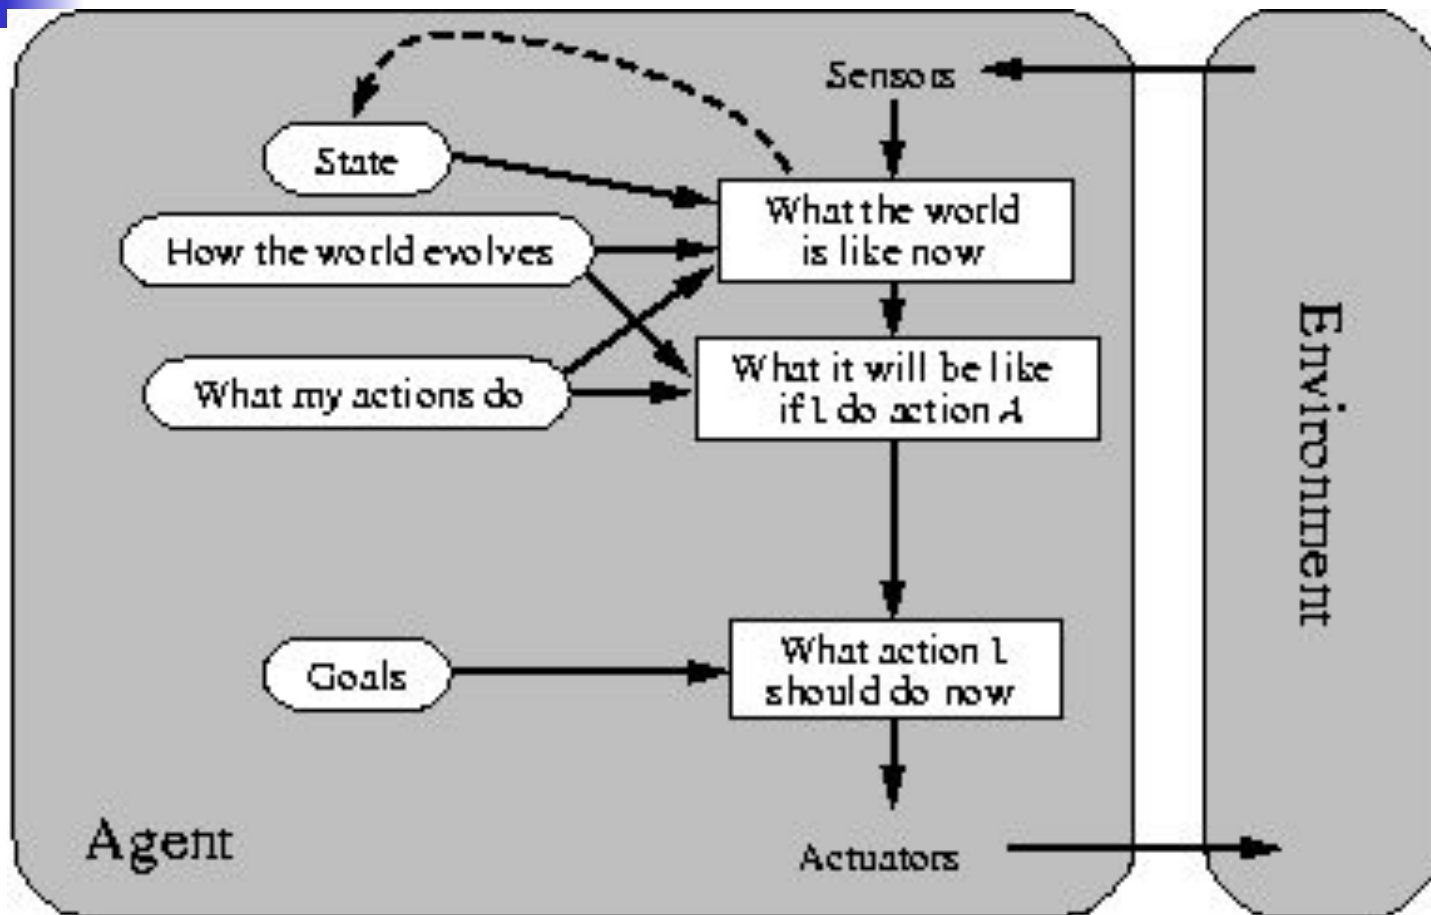 Sensors
State
What the world
is like now
How the world evolves
What it will be like
if I do action A
What my actions do
Environment
What action I
should do now
Goals
Agent
Actuators